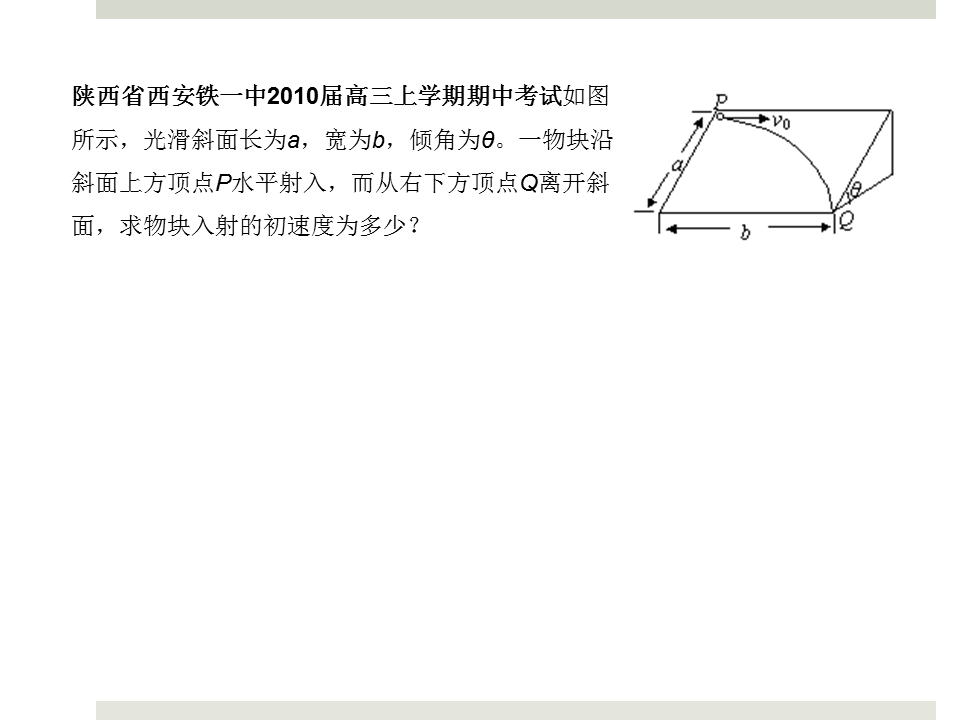 陕西省西安铁一中2010届高三上学期期中考试如图
所示，光滑斜面长为a，宽为b，倾角为θ。一物块沿
斜面上方顶点P水平射入，而从右下方顶点Q离开斜
面，求物块入射的初速度为多少？
P
v₀
a
θ
b
Q